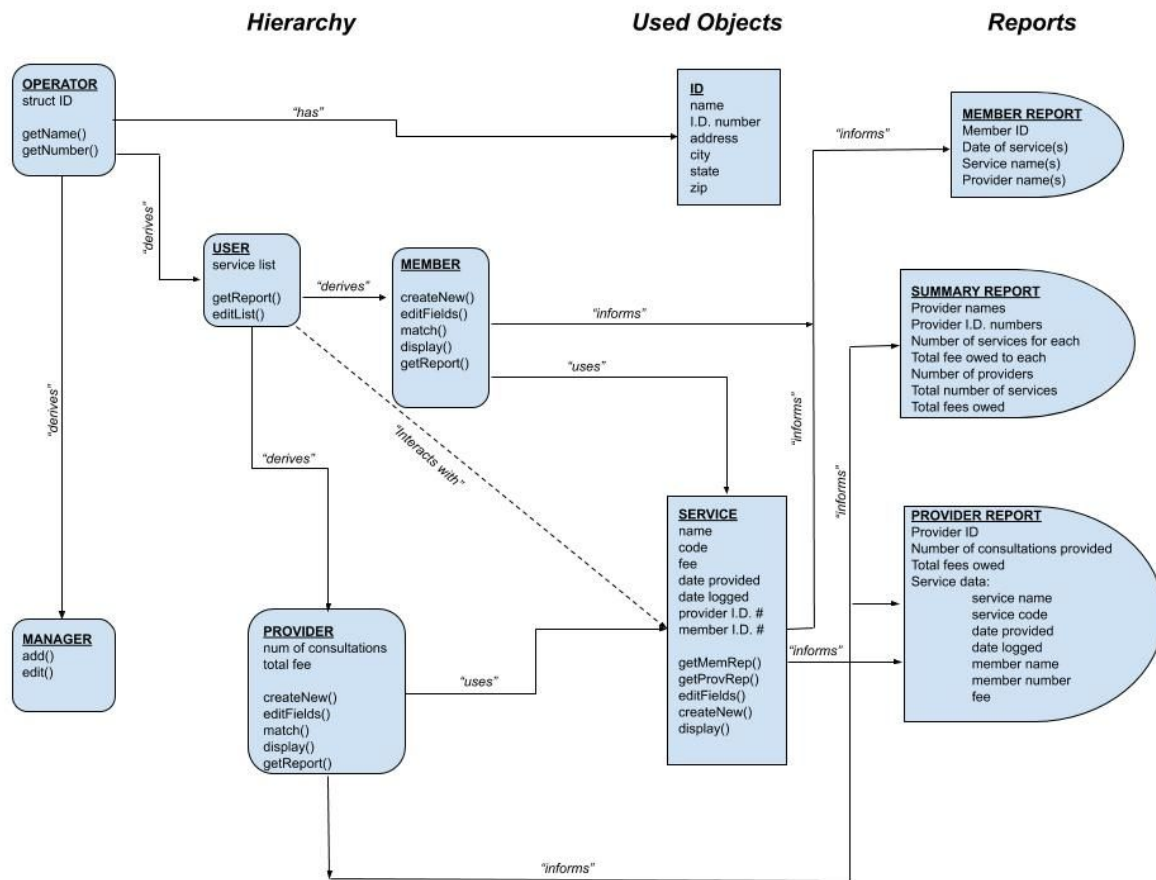 Hierarchy
Used Objects
Reports
OPERATOR
struct ID
getName()
getNumber()
“has”
ID
name
I.D. number
address
city
state
zip
“informs”
MEMBER REPORT
Member ID
Date of service(s)
Service name(s)
Provider name(s)
“derives”
USER
service list
getReport()
editList()
“derives”
MEMBER
createNew()
editFields()
match()
display()
getReport()
“informs”
“uses”
SUMMARY REPORT
Provider names
Provider I.D. numbers
Number of services for each
Total fee owed to each
Number of providers
Total number of services
Total fees owed
“derives”
“derives”
“Interacts with”
“informs”
“informs”
SERVICE
name
code
fee
date provided
date logged
provider I.D. #
member I.D. #
getMemRep()
getProvRep()
editFields()
createNew()
display()
PROVIDER REPORT
Provider ID
Number of consultations provided
Total fees owed
Service data:
service name
service code
date provided
date logged
member name
member number
fee
MANAGER
add()
edit()
PROVIDER
num of consultations
total fee
createNew()
editFields()
match()
display()
getReport()
“uses”
“informs”
“informs”